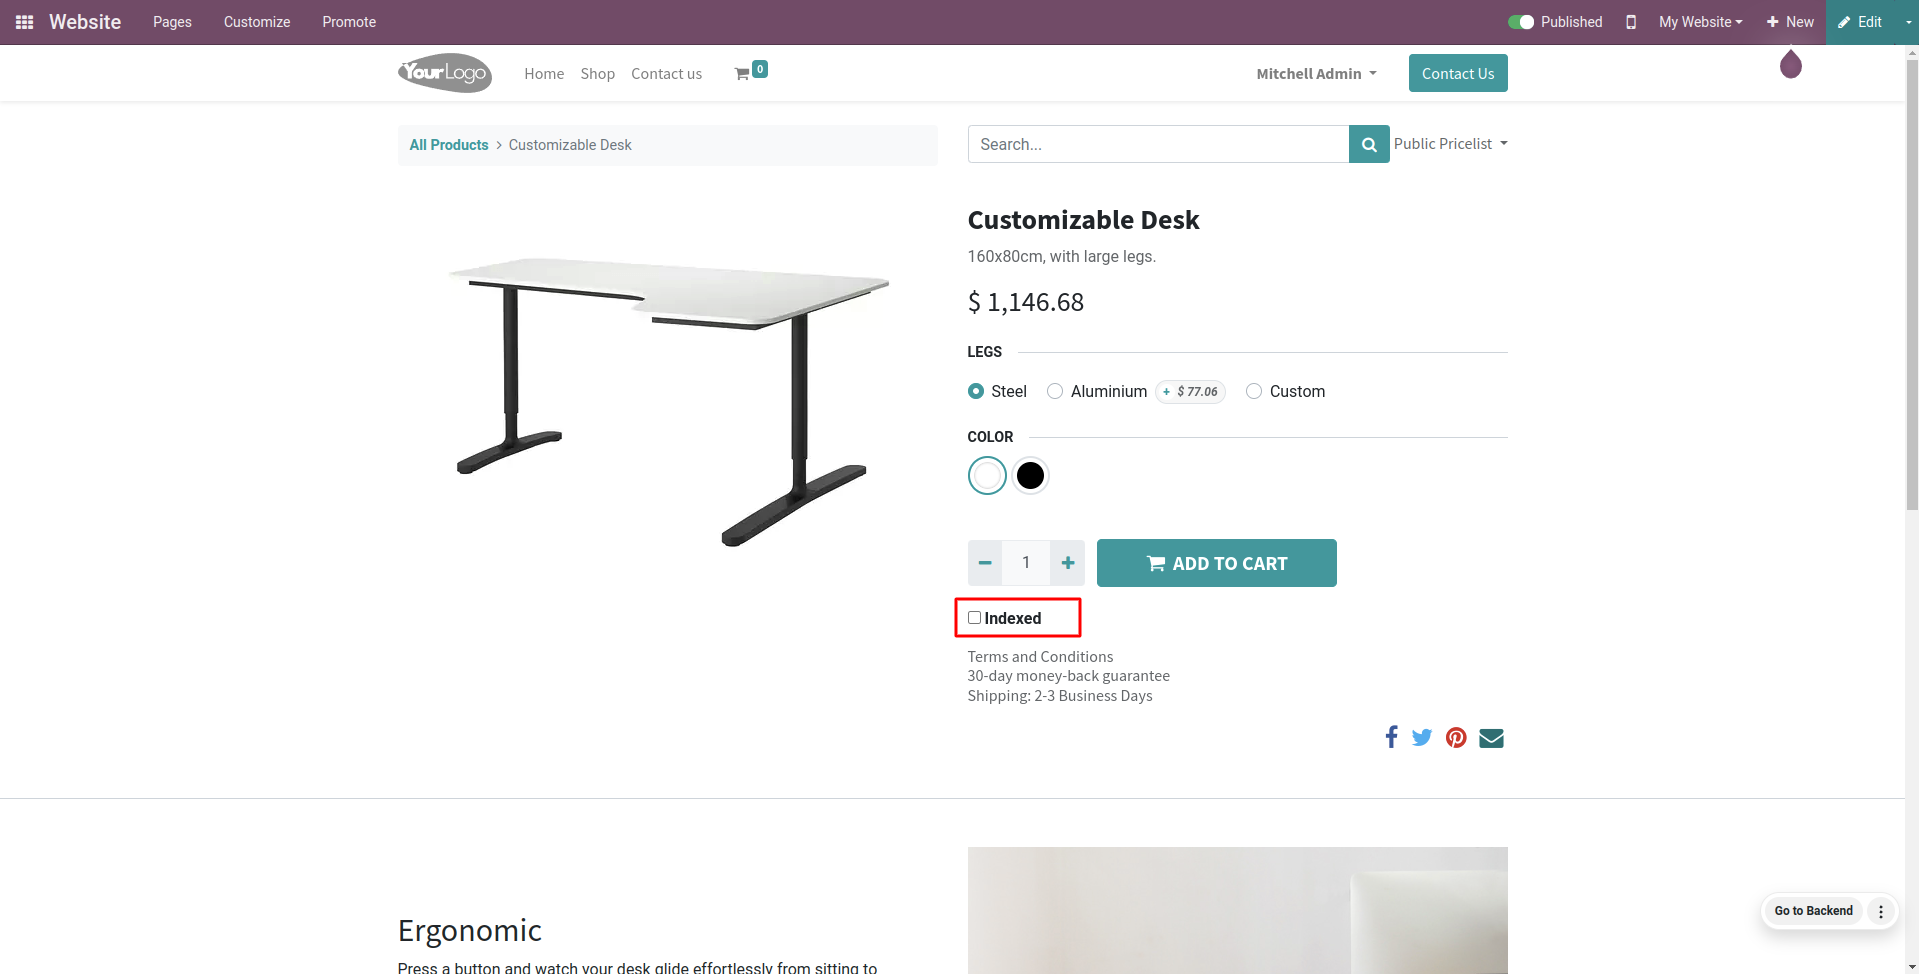 Website Pages Customize Promote Published My Website + New Edit
YourLogo Home Shop Contact us 0 Mitchell Admin Contact Us
All Products > Customizable Desk Search... Public Pricelist
Customizable Desk
160x80cm, with large legs.
$ 1,146.68
LEGS
Steel Aluminium + $ 77.06 Custom
COLOR
− 1 + ADD TO CART
Indexed
Terms and Conditions
30-day money-back guarantee
Shipping: 2-3 Business Days
Go to Backend
Ergonomic
Press a button and watch your desk glide effortlessly from sitting to